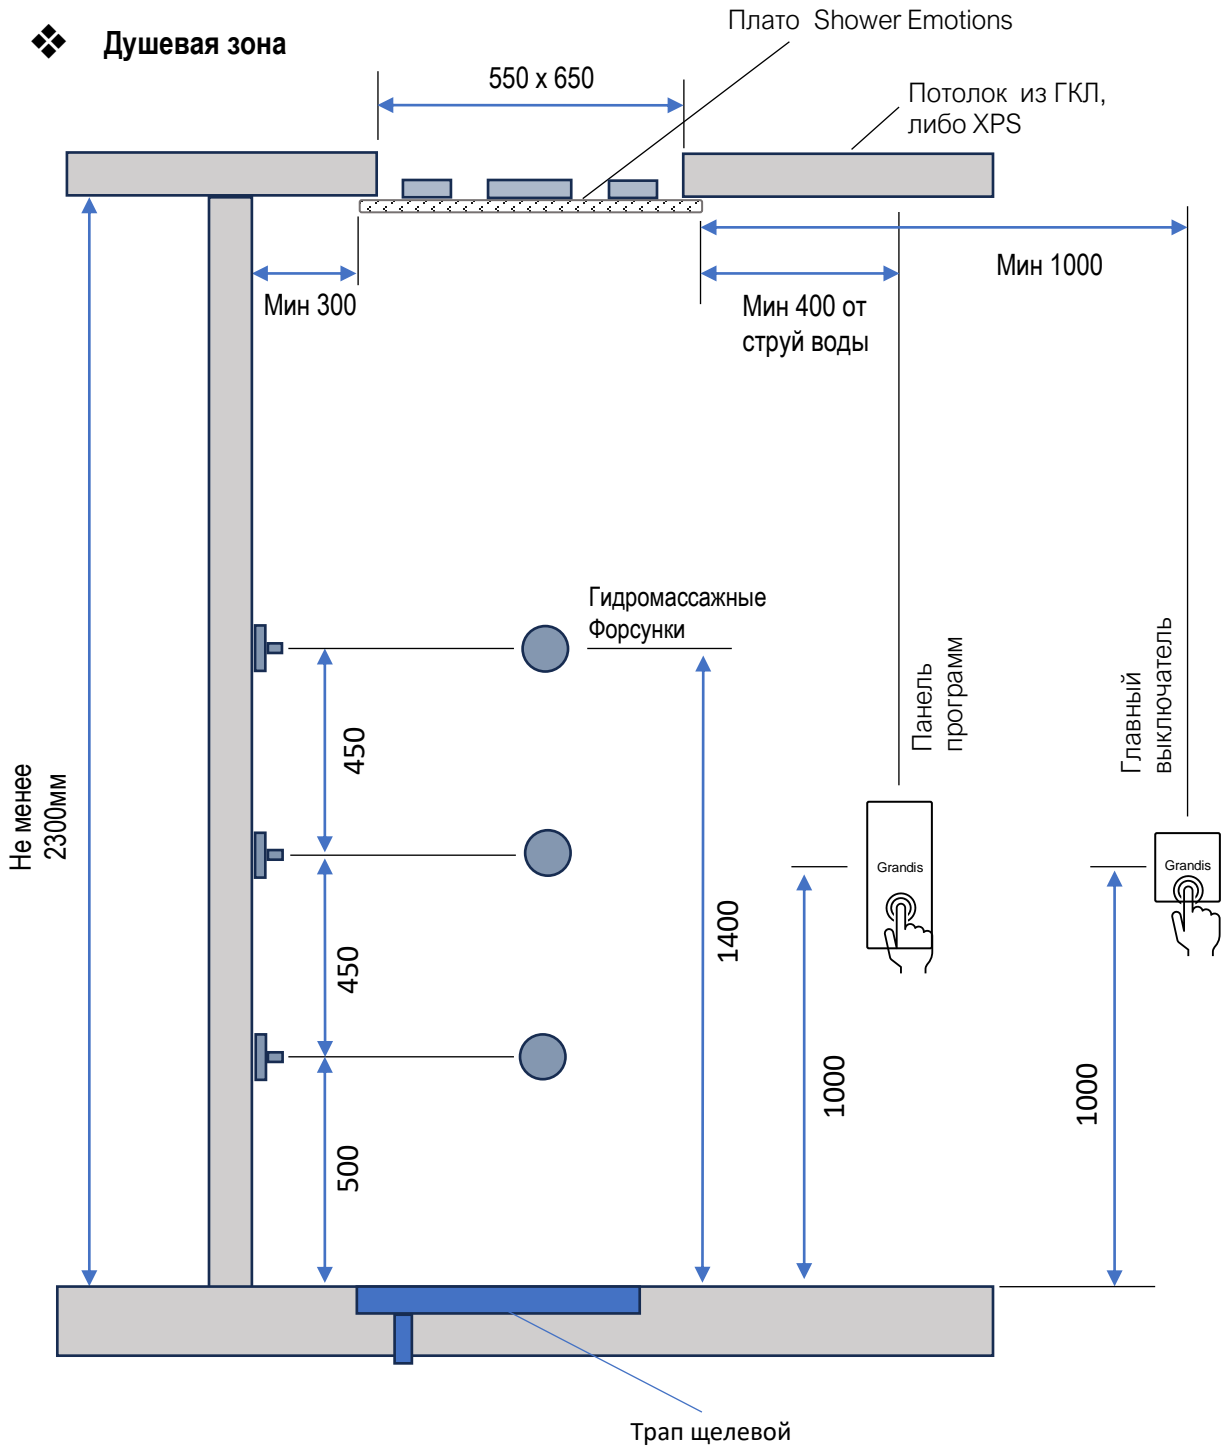 Плато Shower Emotions
❖ Душевая зона
550 x 650
Потолок из ГКЛ,
либо XPS
Мин 300
Мин 400 от
струй воды
Мин 1000
Гидромассажные
Форсунки
450
450
500
1400
Не менее
2300мм
Панель
программ
Главный
выключатель
Grandis
Grandis
1000
1000
Трап щелевой